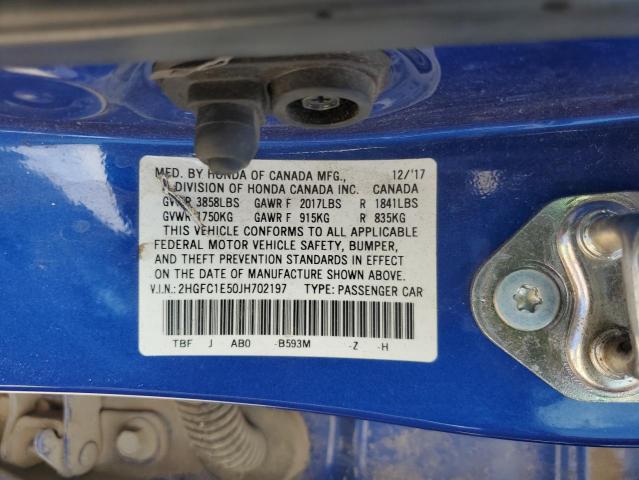 MFD. BY HONDA OF CANADA MFG., 12/'17
A DIVISION OF HONDA CANADA INC. CANADA
GVWR 3858LBS GAWR F 2017LBS R 1841LBS
GVWR 1750KG GAWR F 915KG R 835KG
THIS VEHICLE CONFORMS TO ALL APPLICABLE
FEDERAL MOTOR VEHICLE SAFETY, BUMPER,
AND THEFT PREVENTION STANDARDS IN EFFECT
ON THE DATE OF MANUFACTURE SHOWN ABOVE.
V.I.N.: 2HGFC1E50JH702197 TYPE: PASSENGER CAR
TBF J AB0 -B593M -Z -H